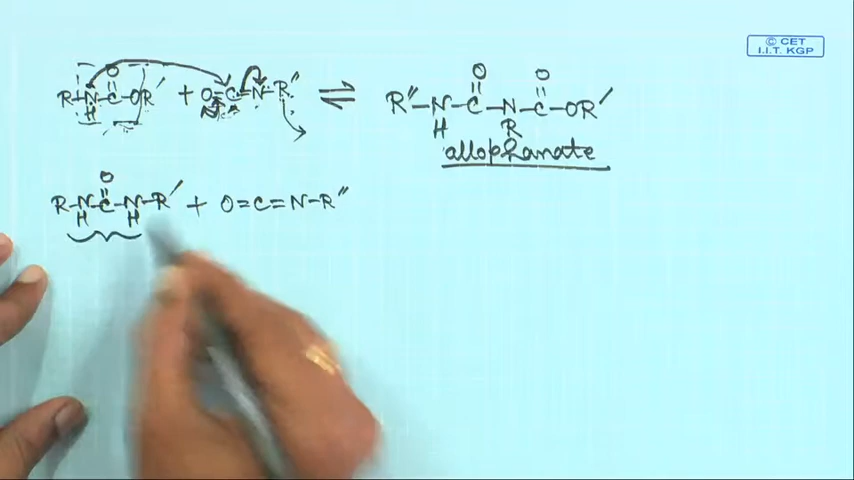 © CET
I.I.T. KGP
R-N-C-OR′ + O=C=N-R″ ⇌ R″-N-C-N-C-OR′
O
H
O
O
H
R
allophanate
R-N-C-N-R′ + O=C=N-R″
O
H
H